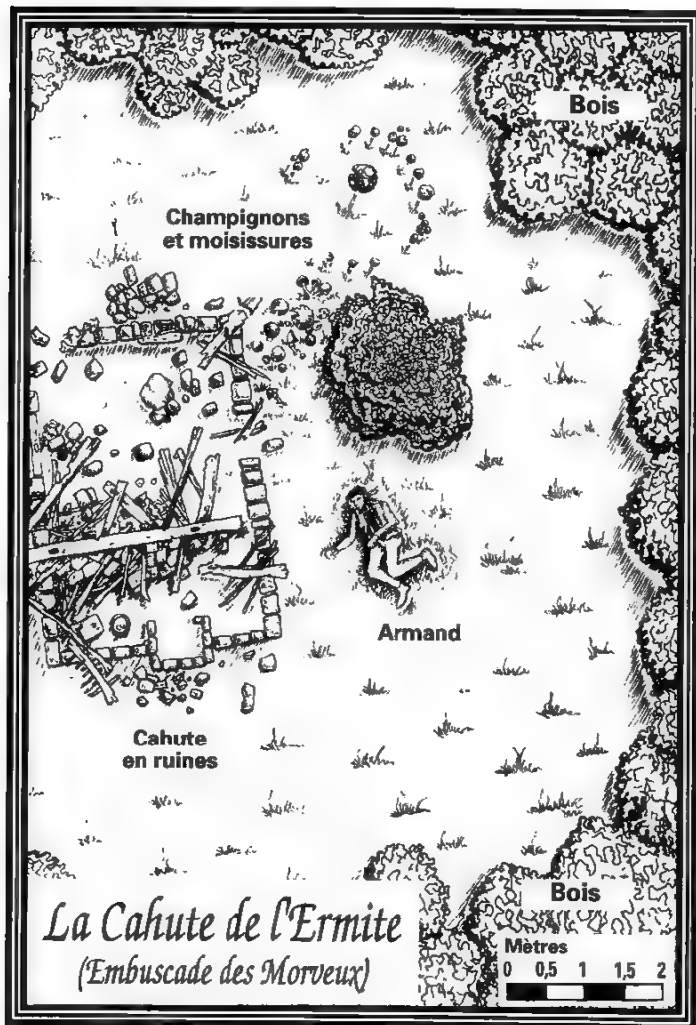 Bois
Champignons
et moisissures
Armand
Cahute
en ruines
La Cahute de l'Ermite
(Embuscade des Morveux)
Bois
Mètres
0 0,5 1 1,5 2